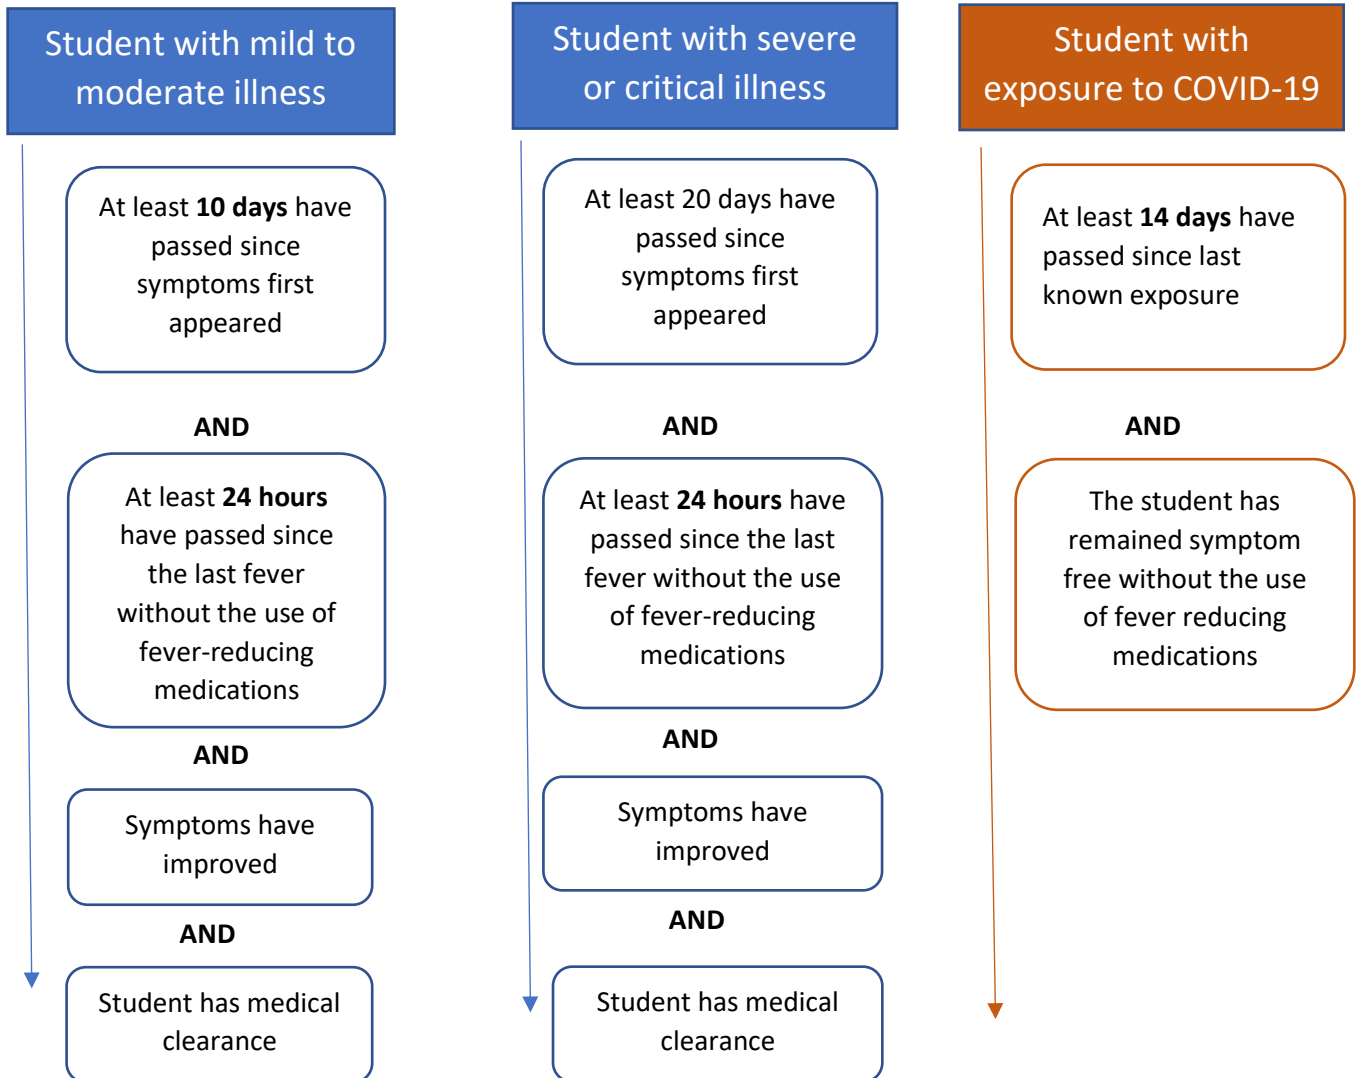 Student with mild to
moderate illness
At least 10 days have
passed since
symptoms first
appeared
AND
At least 24 hours
have passed since
the last fever
without the use of
fever-reducing
medications
AND
Symptoms have
improved
AND
Student has medical
clearance
Student with severe
or critical illness
At least 20 days have
passed since
symptoms first
appeared
AND
At least 24 hours have
passed since the last
fever without the use
of fever-reducing
medications
AND
Symptoms have
improved
AND
Student has medical
clearance
Student with
exposure to COVID-19
At least 14 days have
passed since last
known exposure
AND
The student has
remained symptom
free without the use
of fever reducing
medications